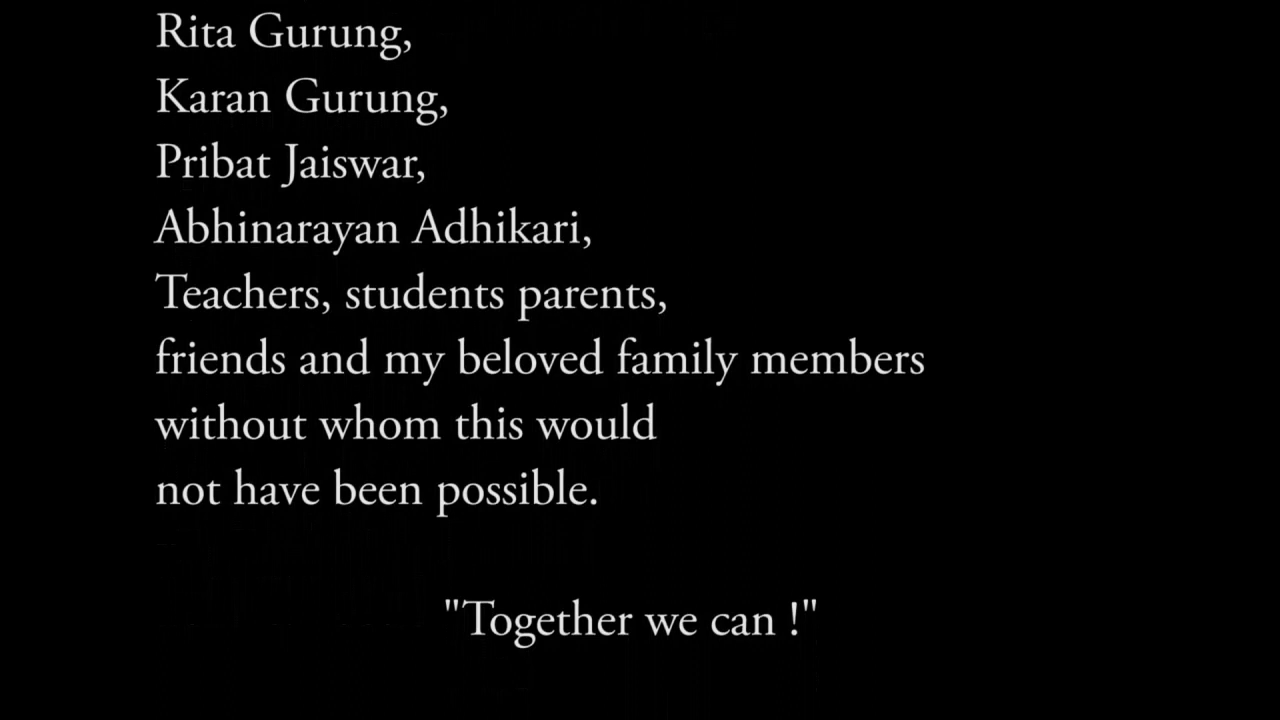 Rita Gurung,
Karan Gurung,
Pribat Jaiswar,
Abhinarayan Adhikari,
Teachers, students parents,
friends and my beloved family members
without whom this would
not have been possible.
"Together we can !"